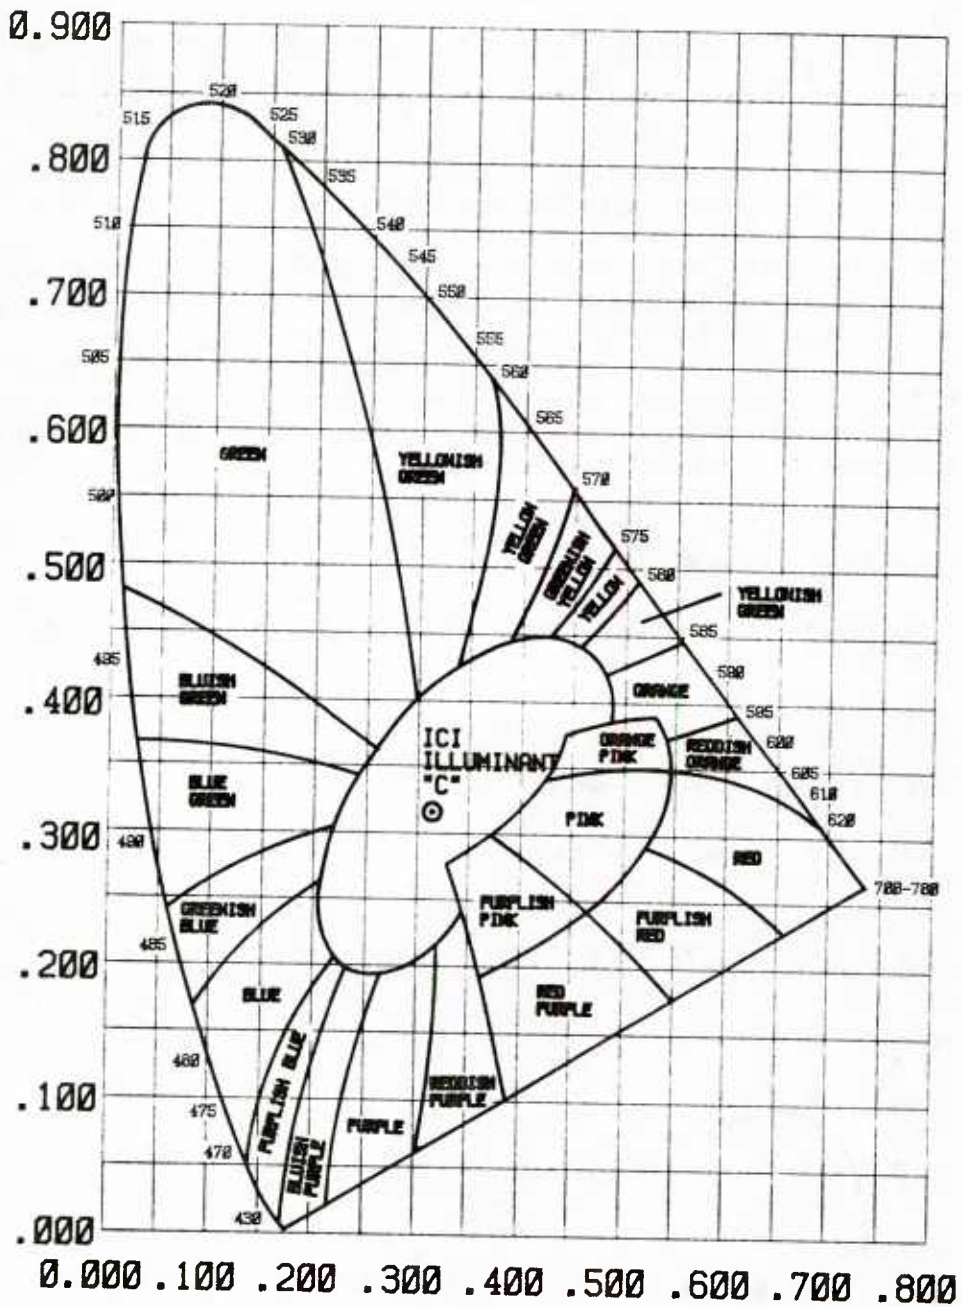 0.900
520
515
525
530
.800
535
510
540
545
.700
550
555
505
560
565
.600
GREEN
YELLOWISH
GREEN
570
500
YELLOW
GREEN
GREENISH
YELLOW
YELLOW
575
.500
580
YELLOWISH
GREEN
585
495
BLUISH
GREEN
590
ORANGE
.400
595
ICI
ILLUMINANT
"C"
ORANGE
PINK
REDDISH
ORANGE
600
605
BLUE
GREEN
610
620
PINK
.300
490
RED
700-780
GREENISH
BLUE
PURPLISH
PINK
PURPLISH
RED
485
.200
BLUE
RED
PURPLE
480
PURPLISH BLUE
REDDISH
PURPLE
.100
475
PURPLE
BLUISH
PURPLE
470
430
.000
0.000 .100 .200 .300 .400 .500 .600 .700 .800